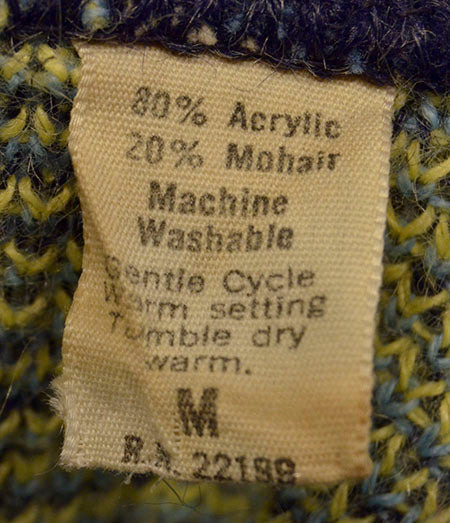 80% Acrylic
20% Mohair
Machine
Washable
Gentle Cycle
Warm setting
Tumble dry
warm.
M
R.N. 22199